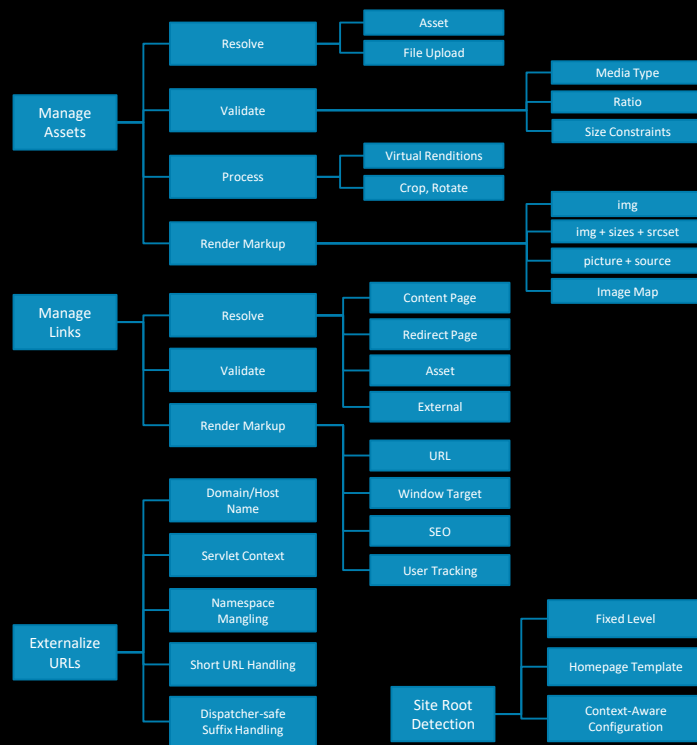 Manage
Assets
Resolve
Asset
File Upload
Validate
Media Type
Ratio
Size Constraints
Process
Virtual Renditions
Crop, Rotate
Render Markup
img
img + sizes + srcset
picture + source
Image Map
Manage
Links
Resolve
Content Page
Redirect Page
Asset
External
Validate
Render Markup
URL
Window Target
SEO
User Tracking
Externalize
URLs
Domain/Host
Name
Servlet Context
Namespace
Mangling
Short URL Handling
Dispatcher-safe
Suffix Handling
Site Root
Detection
Fixed Level
Homepage Template
Context-Aware
Configuration